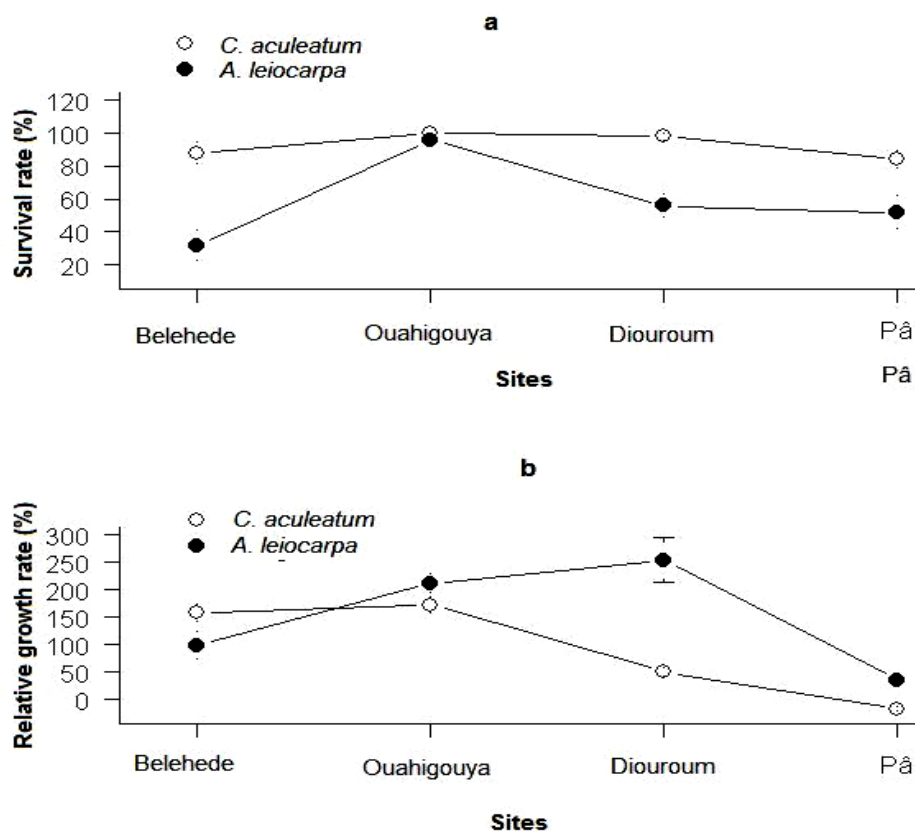 a
C. aculeatum
A. leiocarpa
Survival rate (%)
120
100
80
60
40
20
Belehede
Ouahigouya
Diouroum
Pâ
Sites
Pâ
b
C. aculeatum
A. leiocarpa
Relative growth rate (%)
300
250
200
150
100
50
0
Belehede
Ouahigouya
Diouroum
Pâ
Sites